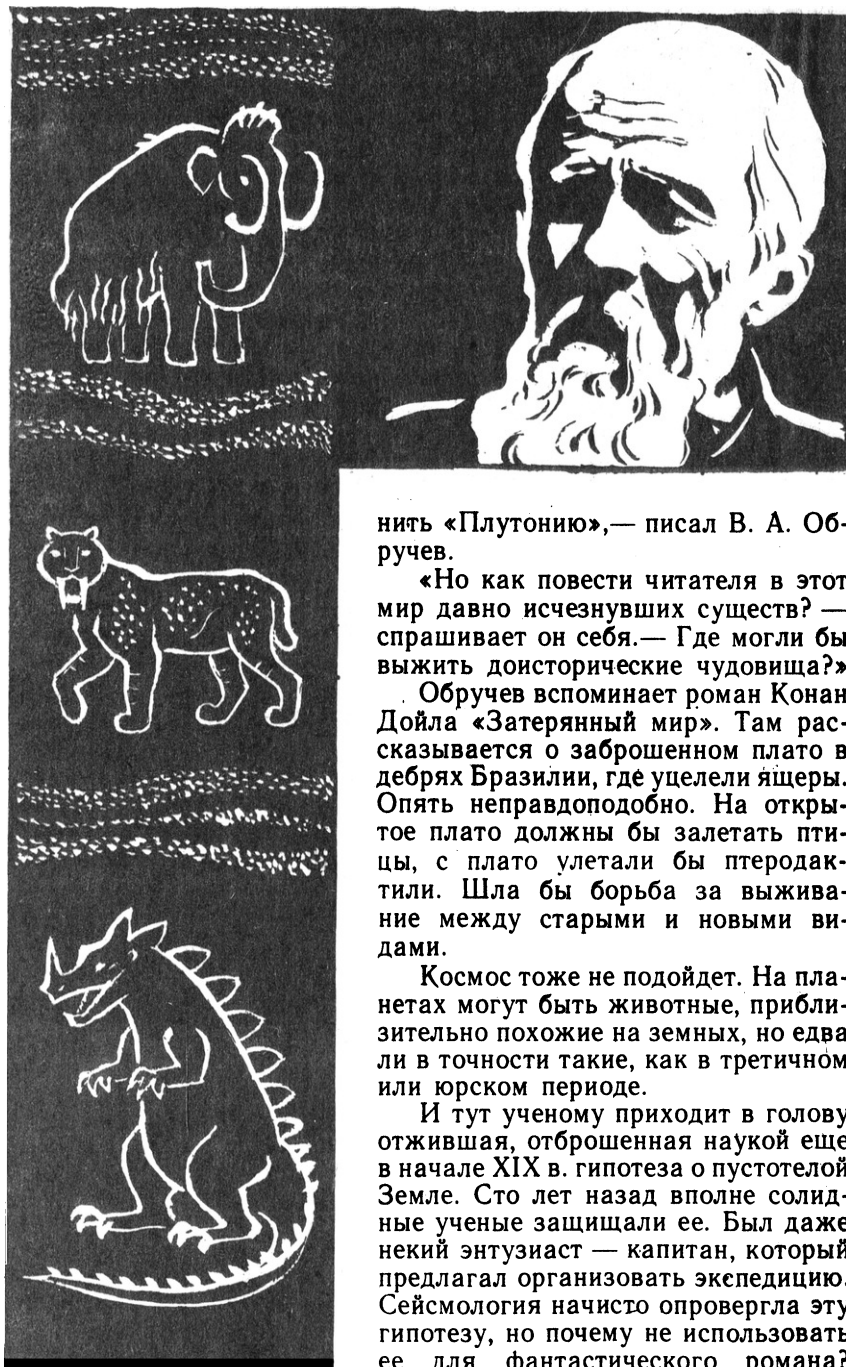 нить «Плутонию»,— писал В. А. Об-
ручев.
«Но как повести читателя в этот
мир давно исчезнувших существ? —
спрашивает он себя.— Где могли бы
выжить доисторические чудовища?»
Обручев вспоминает роман Конан
Дойла «Затерянный мир». Там рас-
сказывается о заброшенном плато в
дебрях Бразилии, где уцелели ящеры.
Опять неправдоподобно. На откры-
тое плато должны бы залетать пти-
цы, с плато улетали бы птеродак-
тили. Шла бы борьба за выжива-
ние между старыми и новыми ви-
дами.
Космос тоже не подойдет. На пла-
нетах могут быть животные, прибли-
зительно похожие на земных, но едва
ли в точности такие, как в третичном
или юрском периоде.
И тут ученому приходит в голову
отжившая, отброшенная наукой еще
в начале XIX в. гипотеза о пустотелой
Земле. Сто лет назад вполне солид-
ные ученые защищали ее. Был даже
некий энтузиаст — капитан, который
предлагал организовать экспедицию.
Сейсмология начисто опровергла эту
гипотезу, но почему не использовать
ее для фантастического романа?